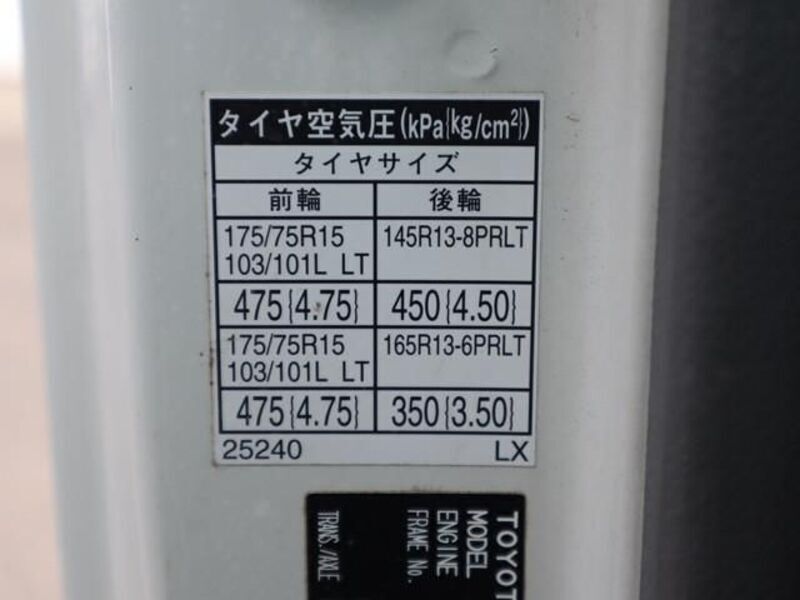 タイヤ空気圧(kPa{kg/cm²})
タイヤサイズ
前輪 後輪
175/75R15 145R13-8PRLT
103/101L LT
475{4.75} 450{4.50}
175/75R15 165R13-6PRLT
103/101L LT
475{4.75} 350{3.50}
25240 LX
TOYOT
MODEL
ENGINE
FRAME No.
TRANS./AXLE